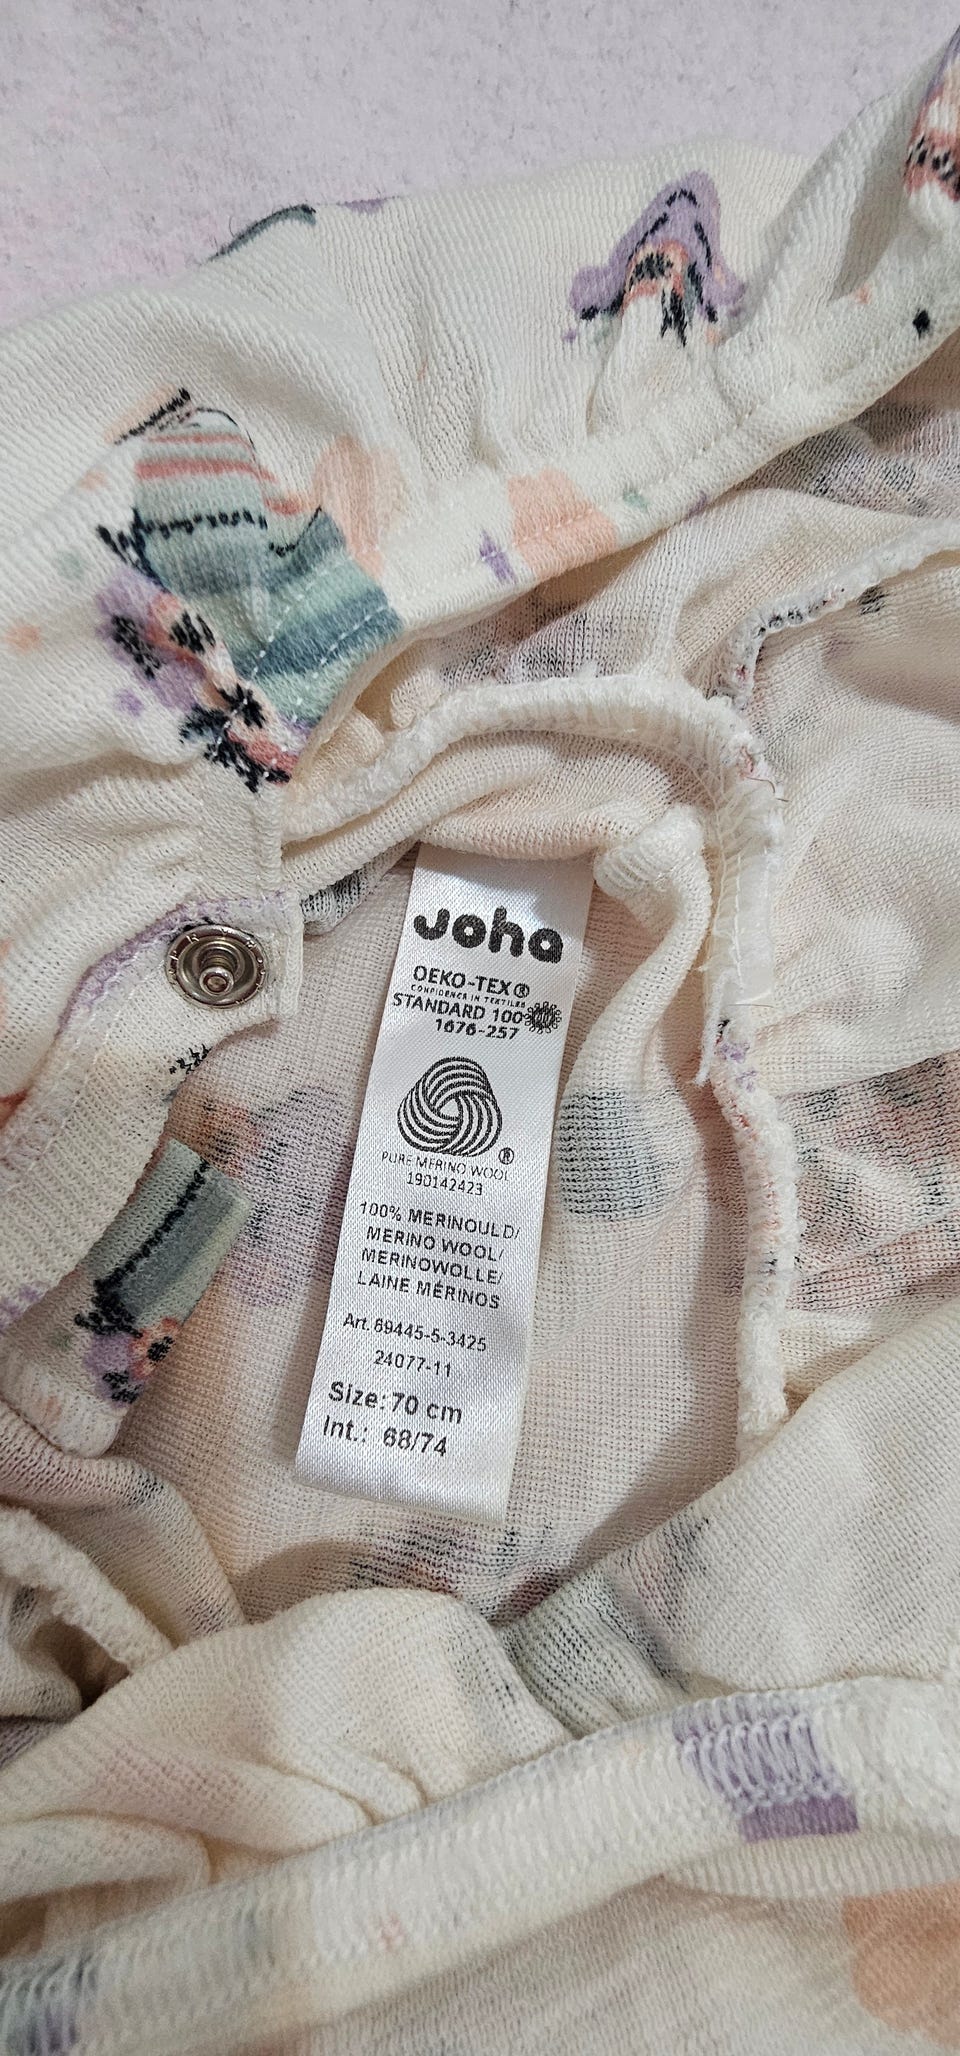 Joha
OEKO-TEX®
CONFIDENCE IN TEXTILES
STANDARD 100
1676-257
®
PURE MERINO WOOL
190142423
100% MERINOULD/
MERINO WOOL/
MERINOWOLLE/
LAINE MÉRINOS
Art. 69445-5-3425
24077-11
Size: 70 cm
Int.: 68/74